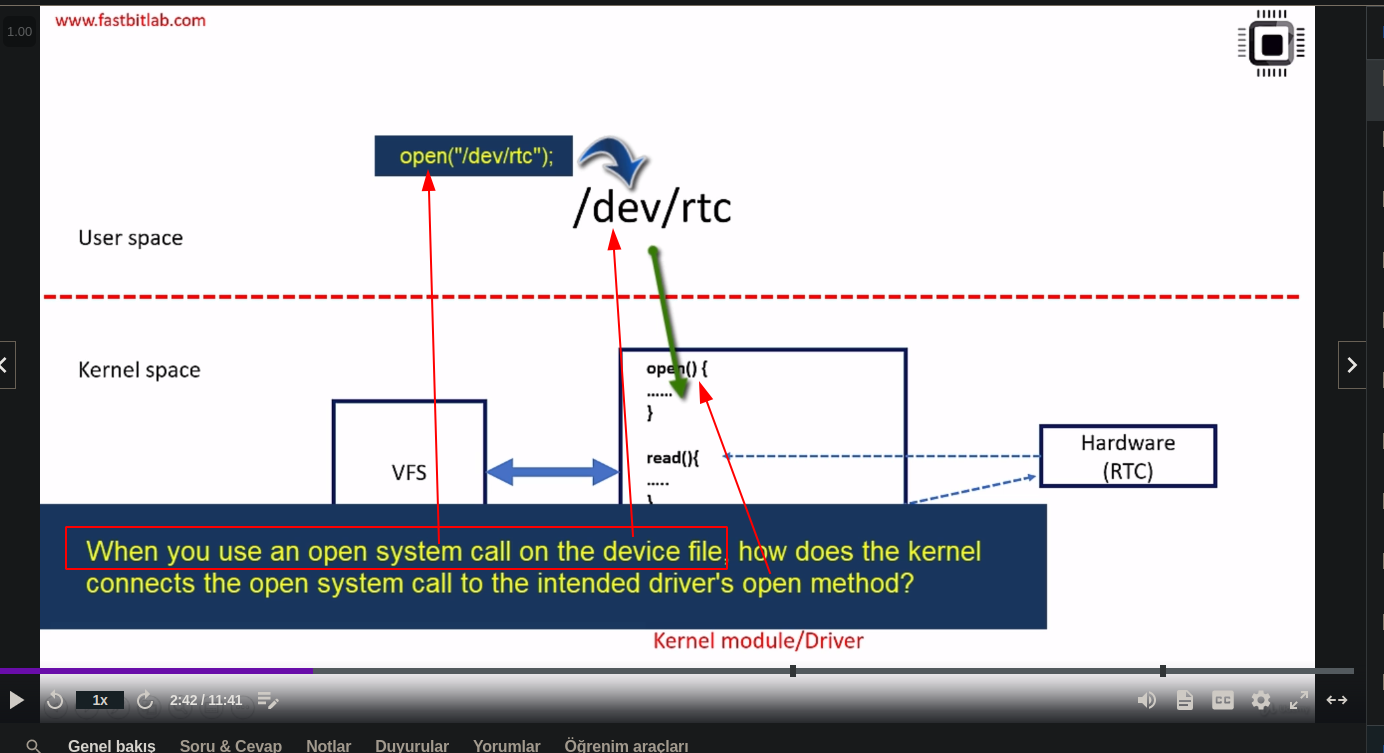 www.fastbitlab.com
1.00
open("/dev/rtc");
/dev/rtc
User space
Kernel space
open() {
......
}
read(){
.....
}
VFS
Hardware
(RTC)
When you use an open system call on the device file, how does the kernel
connects the open system call to the intended driver's open method?
Kernel module/Driver
1x
2:42 / 11:41
CC
Genel bakış
Soru & Cevap
Notlar
Duyurular
Yorumlar
Öğrenim araçları